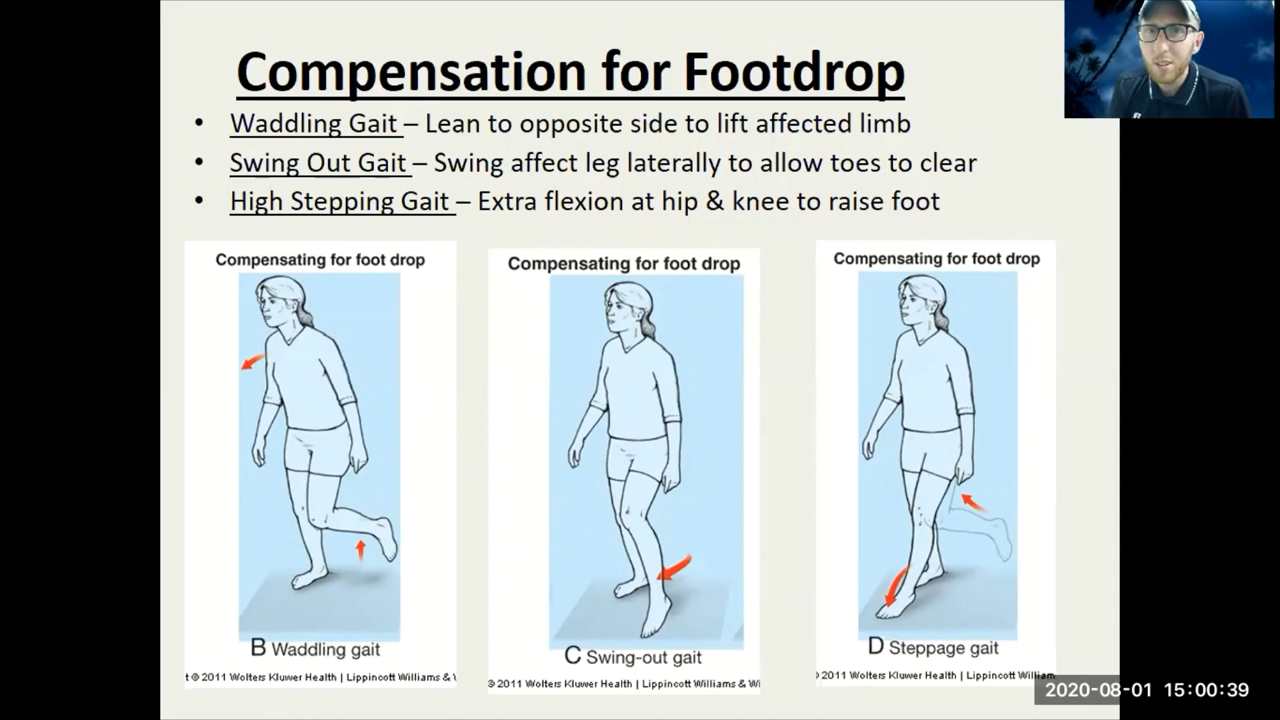 Compensation for Footdrop
• Waddling Gait – Lean to opposite side to lift affected limb
• Swing Out Gait – Swing affect leg laterally to allow toes to clear
• High Stepping Gait – Extra flexion at hip & knee to raise foot
Compensating for foot drop
B Waddling gait
t © 2011 Wolters Kluwer Health | Lippincott Williams & W
Compensating for foot drop
C Swing-out gait
© 2011 Wolters Kluwer Health | Lippincott Williams & Wi
Compensating for foot drop
D Steppage gait
© 2011 Wolters Kluwer Health | Lippincott William
2020-08-01 15:00:39